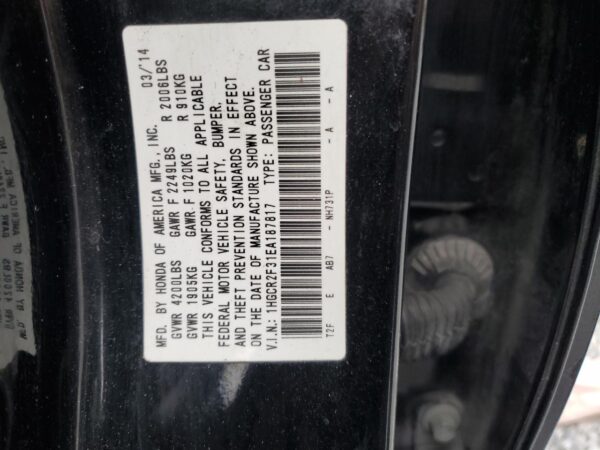 MFD. BY HONDA OF AMERICA MFG., INC. 03/'14
GVWR 4200LBS GAWR F 2249LBS R 2006LBS
GVWR 1905KG GAWR F 1020KG R 910KG
THIS VEHICLE CONFORMS TO ALL APPLICABLE
FEDERAL MOTOR VEHICLE SAFETY, BUMPER,
AND THEFT PREVENTION STANDARDS IN EFFECT
ON THE DATE OF MANUFACTURE SHOWN ABOVE.
V.I.N.: 1HGCR2F31EA187817 TYPE: PASSENGER CAR
T2F E AB7 - NH731P - A - A